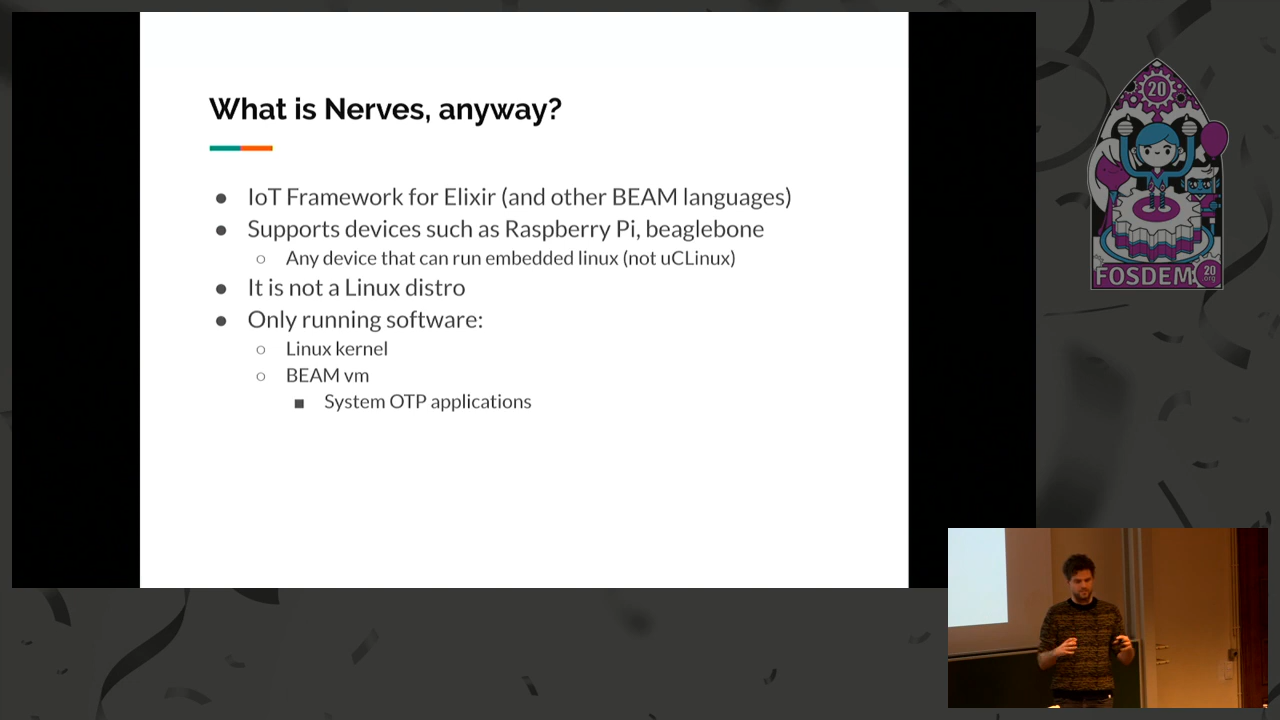 What is Nerves, anyway?
● IoT Framework for Elixir (and other BEAM languages)
● Supports devices such as Raspberry Pi, beaglebone
○ Any device that can run embedded linux (not uCLinux)
● It is not a Linux distro
● Only running software:
○ Linux kernel
○ BEAM vm
■ System OTP applications
20
FOSDEM
20
.org